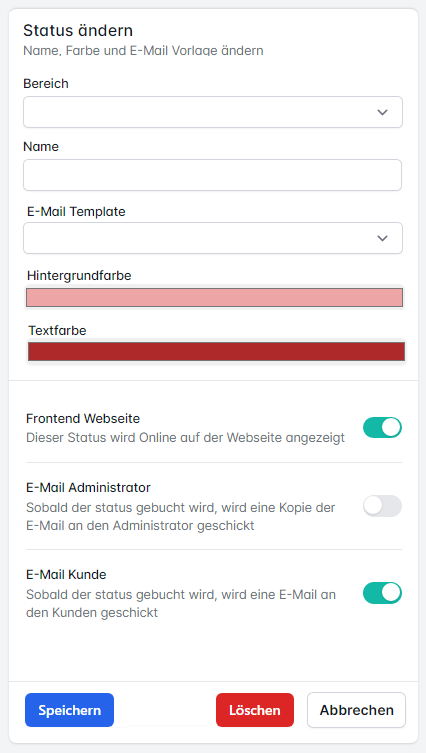 Status ändern
Name, Farbe und E-Mail Vorlage ändern
Bereich
Name
E-Mail Template
Hintergrundfarbe
Textfarbe
Frontend Webseite
Dieser Status wird Online auf der Webseite angezeigt
E-Mail Administrator
Sobald der status gebucht wird, wird eine Kopie der
E-Mail an den Administrator geschickt
E-Mail Kunde
Sobald der status gebucht wird, wird eine E-Mail an
den Kunden geschickt
Speichern Löschen Abbrechen